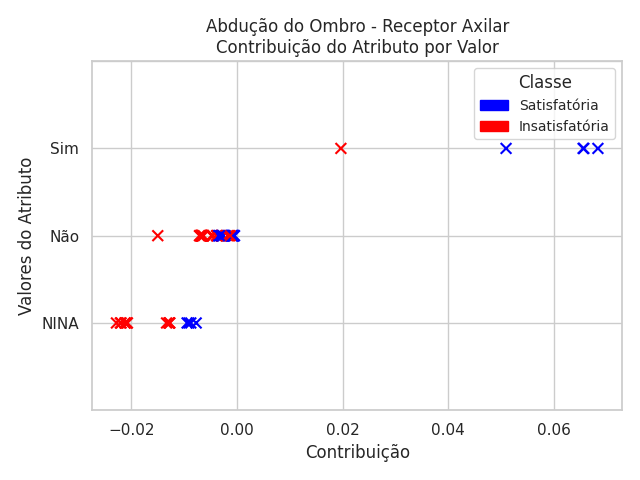 Abdução do Ombro - Receptor Axilar
Contribuição do Atributo por Valor
Classe
Satisfatória
Insatisfatória
Valores do Atributo
Sim
Não
NINA
−0.02 0.00 0.02 0.04 0.06
Contribuição